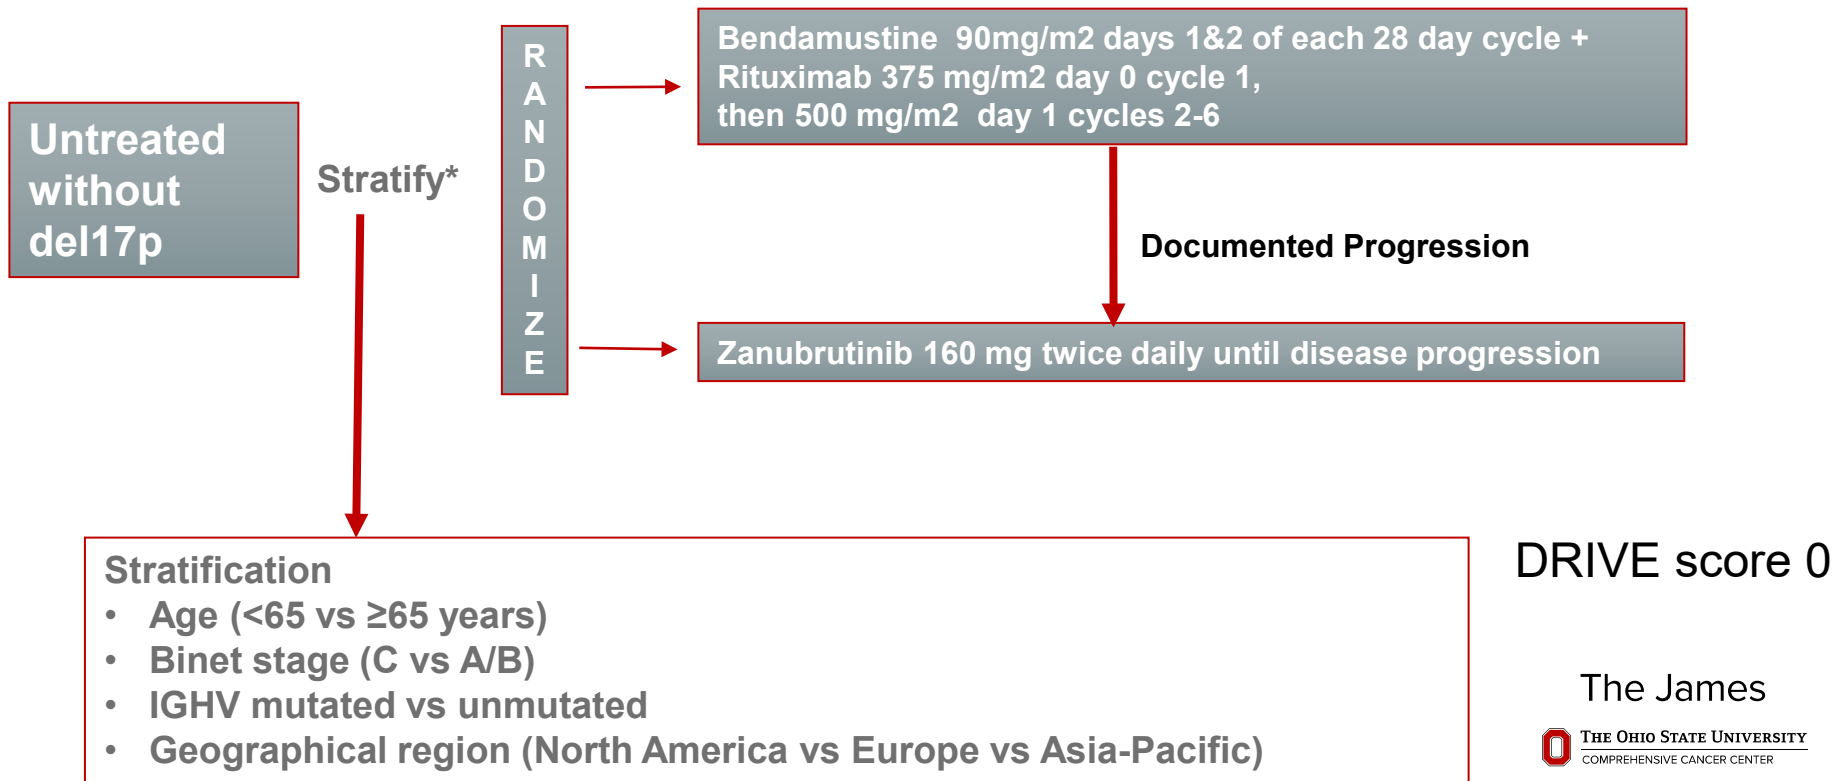 Untreated
without
del17p
Stratify*
RANDOMIZE
Bendamustine 90mg/m2 days 1&2 of each 28 day cycle +
Rituximab 375 mg/m2 day 0 cycle 1,
then 500 mg/m2 day 1 cycles 2-6
Documented Progression
Zanubrutinib 160 mg twice daily until disease progression
Stratification
• Age (<65 vs ≥65 years)
• Binet stage (C vs A/B)
• IGHV mutated vs unmutated
• Geographical region (North America vs Europe vs Asia-Pacific)
DRIVE score 0
The James
THE OHIO STATE UNIVERSITY
COMPREHENSIVE CANCER CENTER